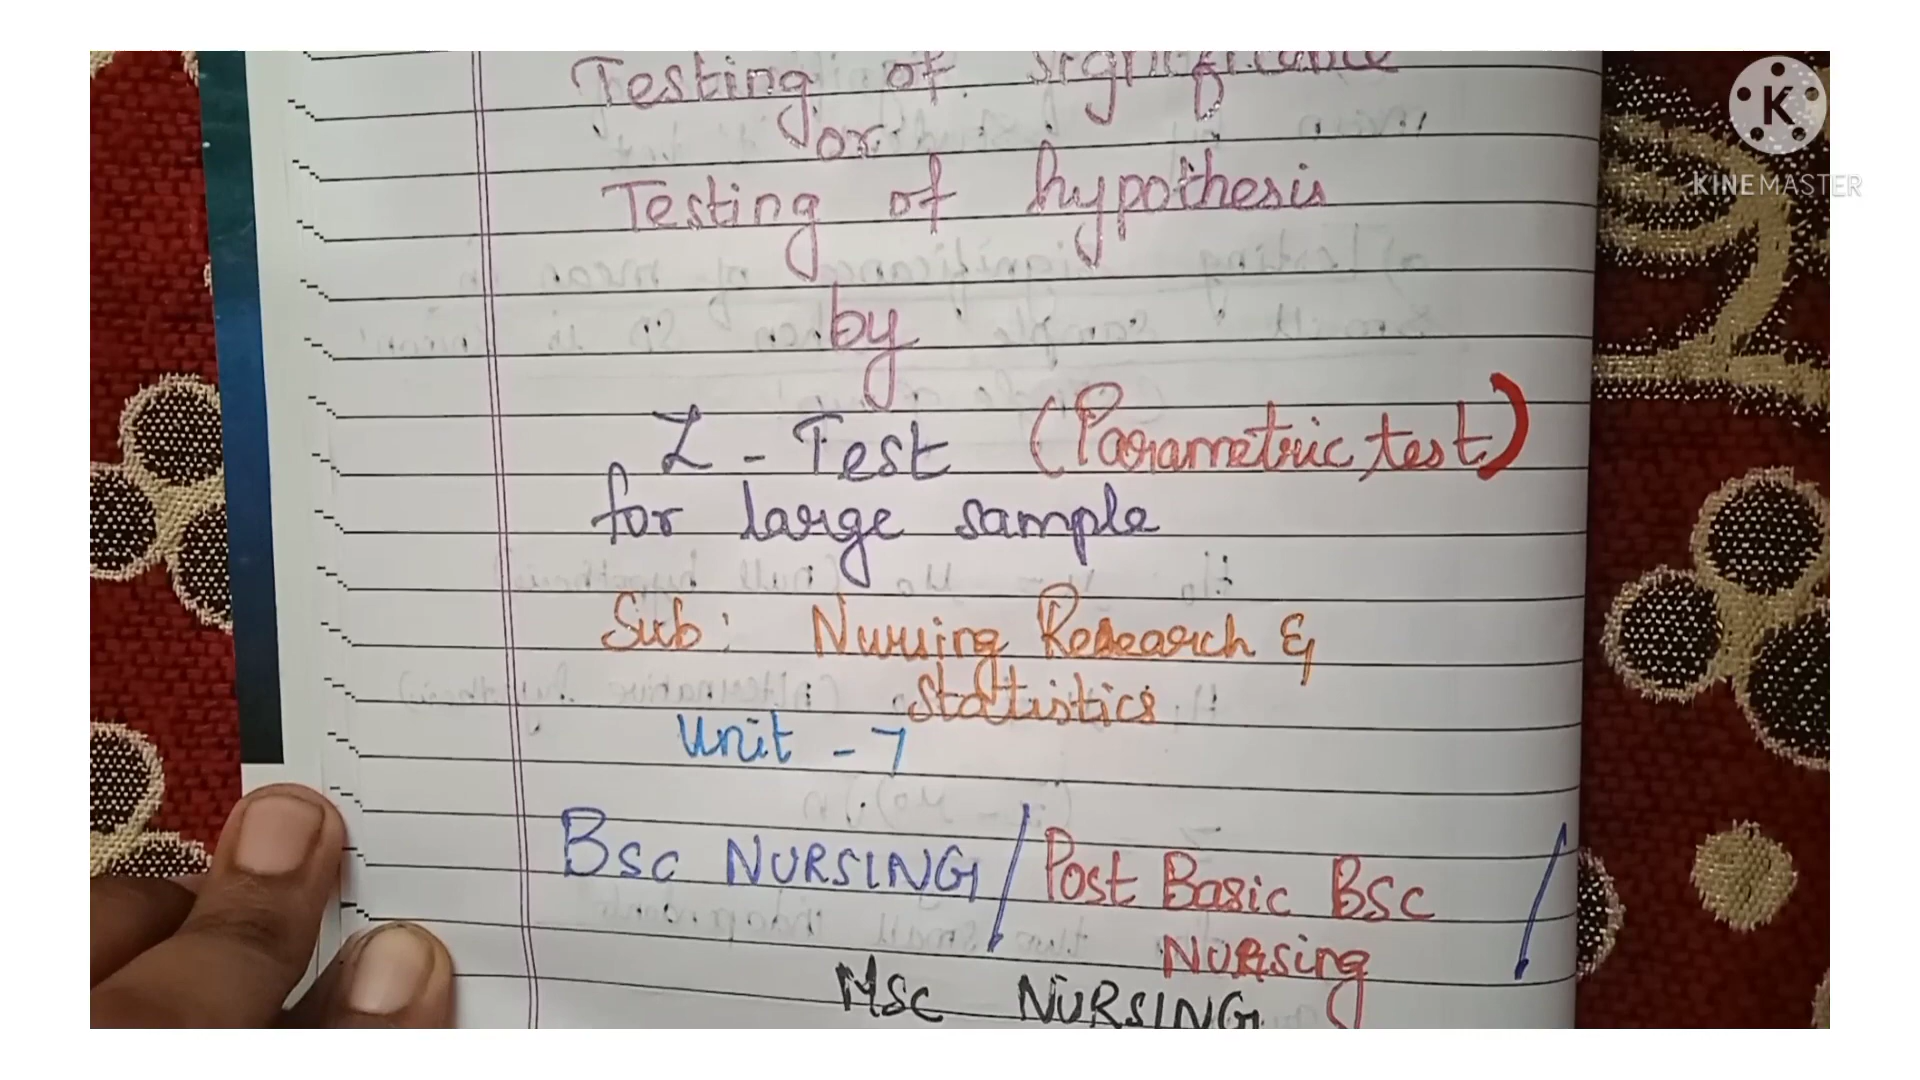 Testing of significance
or
Testing of hypothesis
by
Z - Test (Parametric test)
for large sample
Sub: Nursing Research &
Statistics
Unit - 7
BSC NURSING / Post Basic BSC /
NURsing
MSC NURSING
K
KINEMASTER